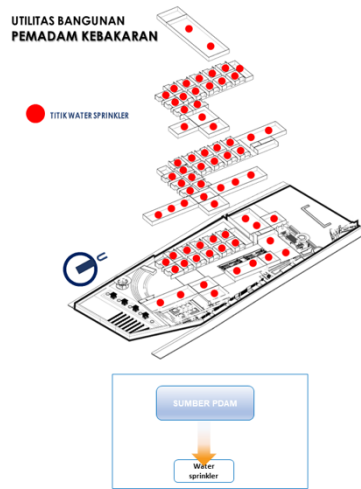 UTILITAS BANGUNAN
PEMADAM KEBAKARAN
TITIK WATER SPRINKLER
SUMBER PDAM
Water
sprinkler